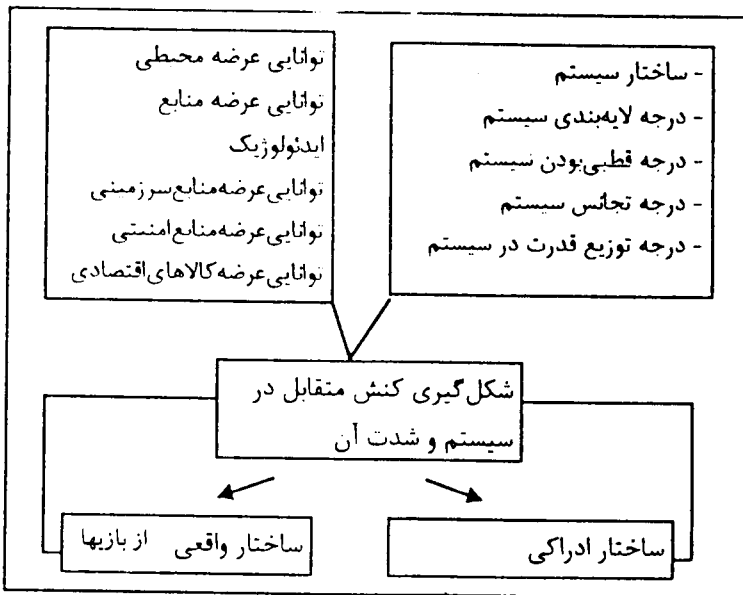 - ساختار سیستم
- درجه لایه‌بندی سیستم
- درجه قطبی‌بودن سیستم
- درجه تجانس سیستم
- درجه توزیع قدرت در سیستم
توانایی عرضه محیطی
توانایی عرضه منابع
ایدئولوژیک
توانایی عرضه منابع سرزمینی
توانایی عرضه منابع امنیتی
توانایی عرضه کالاهای اقتصادی
شکل‌گیری کنش متقابل در
سیستم و شدت آن
ساختار ادراکی
ساختار واقعی از بازیها